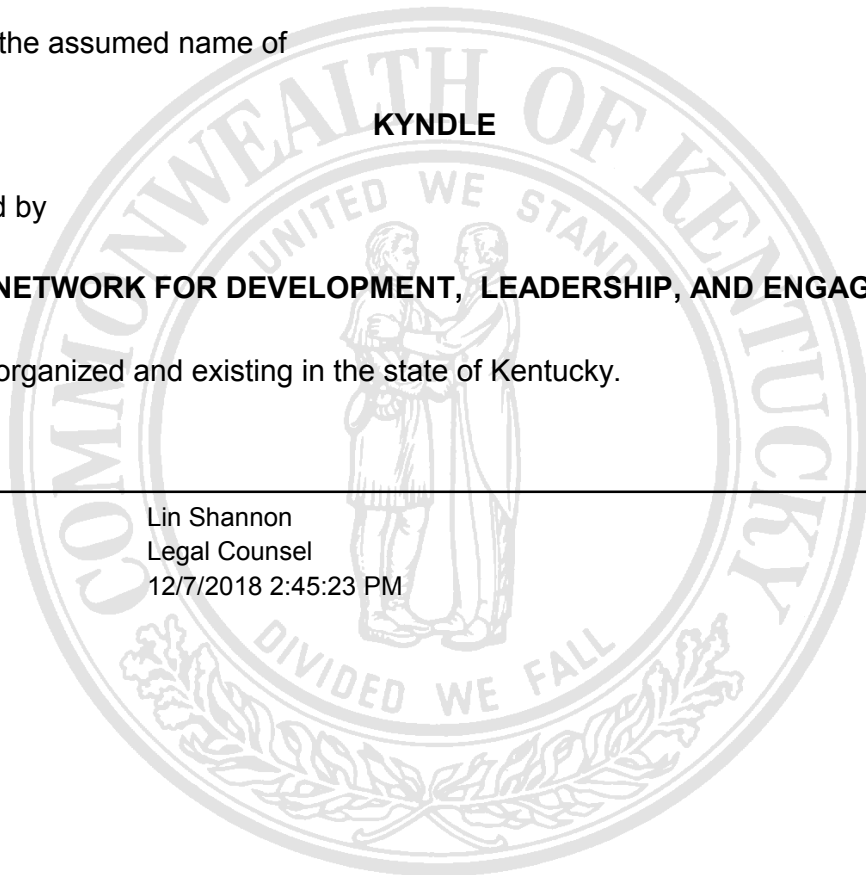 the assumed name of
KYNDLE
d by
NETWORK FOR DEVELOPMENT, LEADERSHIP, AND ENGAG
organized and existing in the state of Kentucky.
Lin Shannon
Legal Counsel
12/7/2018 2:45:23 PM
COMMONWEALTH OF KENTUCKY
UNITED WE STAND
DIVIDED WE FALL